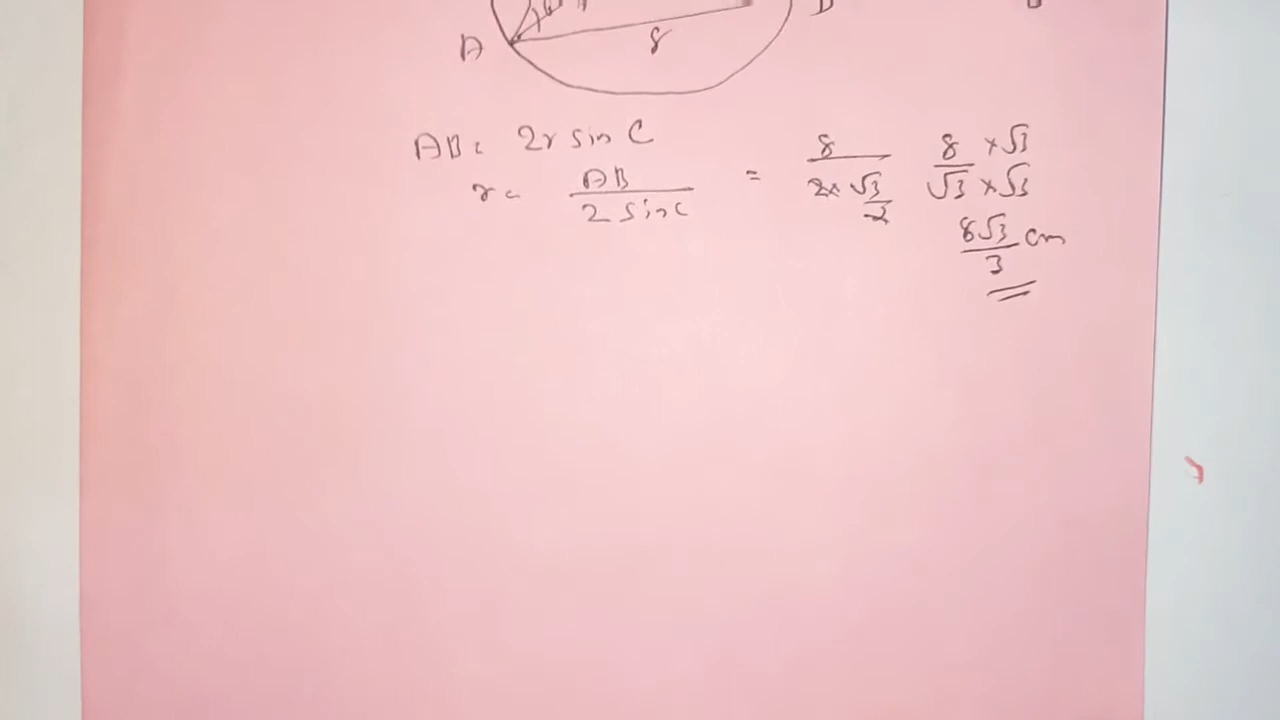 A
8
AB = 2r sin C
r = AB / 2 sin C = 8 / 2 × √3/2 8 × √3 / √3 × √3
8√3 / 3 cm